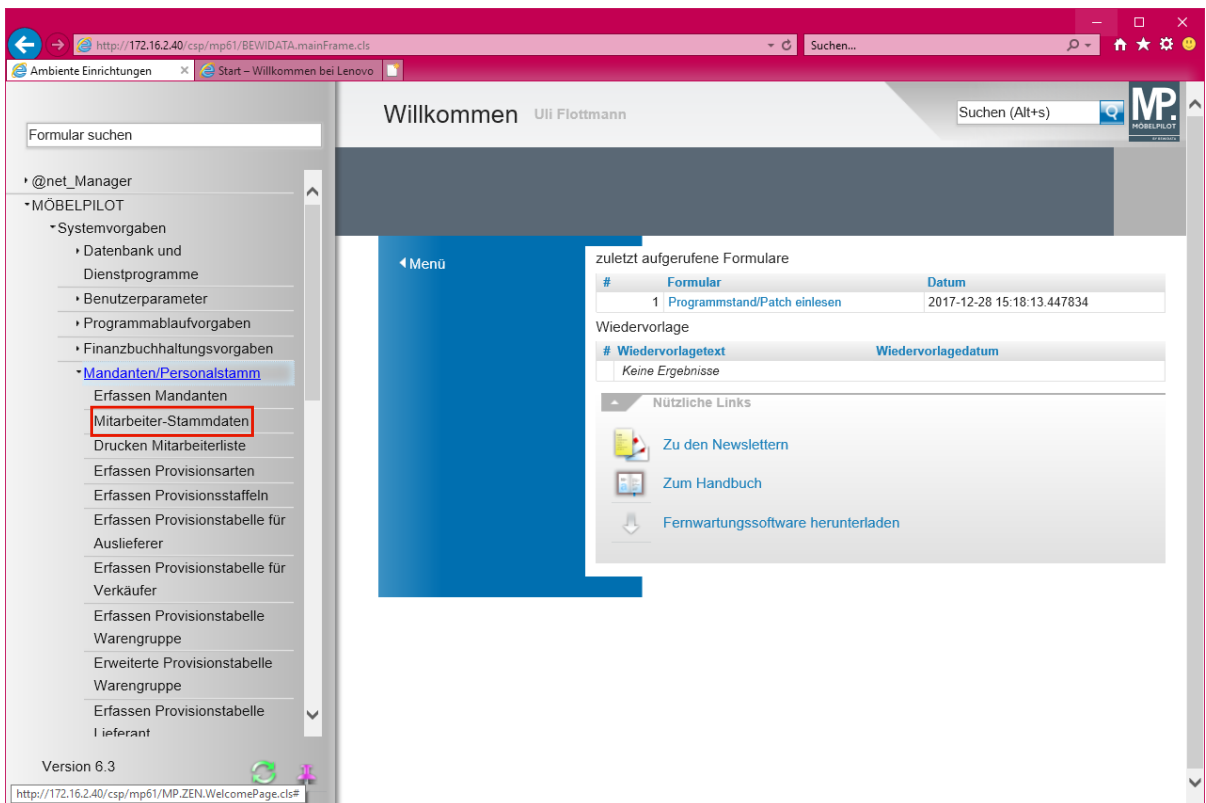 http://172.16.2.40/csp/mp61/BEWIDATA.mainFrame.cls
Suchen...
Ambiente Einrichtungen
Start – Willkommen bei Lenovo
Formular suchen
@net_Manager
MÖBELPILOT
Systemvorgaben
Datenbank und
Dienstprogramme
Benutzerparameter
Programmablaufvorgaben
Finanzbuchhaltungsvorgaben
Mandanten/Personalstamm
Erfassen Mandanten
Mitarbeiter-Stammdaten
Drucken Mitarbeiterliste
Erfassen Provisionsarten
Erfassen Provisionsstaffeln
Erfassen Provisionstabelle für
Auslieferer
Erfassen Provisionstabelle für
Verkäufer
Erfassen Provisionstabelle
Warengruppe
Erweiterte Provisionstabelle
Warengruppe
Erfassen Provisionstabelle
Lieferant
Version 6.3
http://172.16.2.40/csp/mp61/MP.ZEN.WelcomePage.cls#
Willkommen Uli Flottmann
Suchen (Alt+s)
MP.
MÖBELPILOT
BY BEWIDATA
Menü
zuletzt aufgerufene Formulare
# Formular Datum
1 Programmstand/Patch einlesen 2017-12-28 15:18:13.447834
Wiedervorlage
# Wiedervorlagetext Wiedervorlagedatum
Keine Ergebnisse
Nützliche Links
Zu den Newslettern
Zum Handbuch
Fernwartungssoftware herunterladen